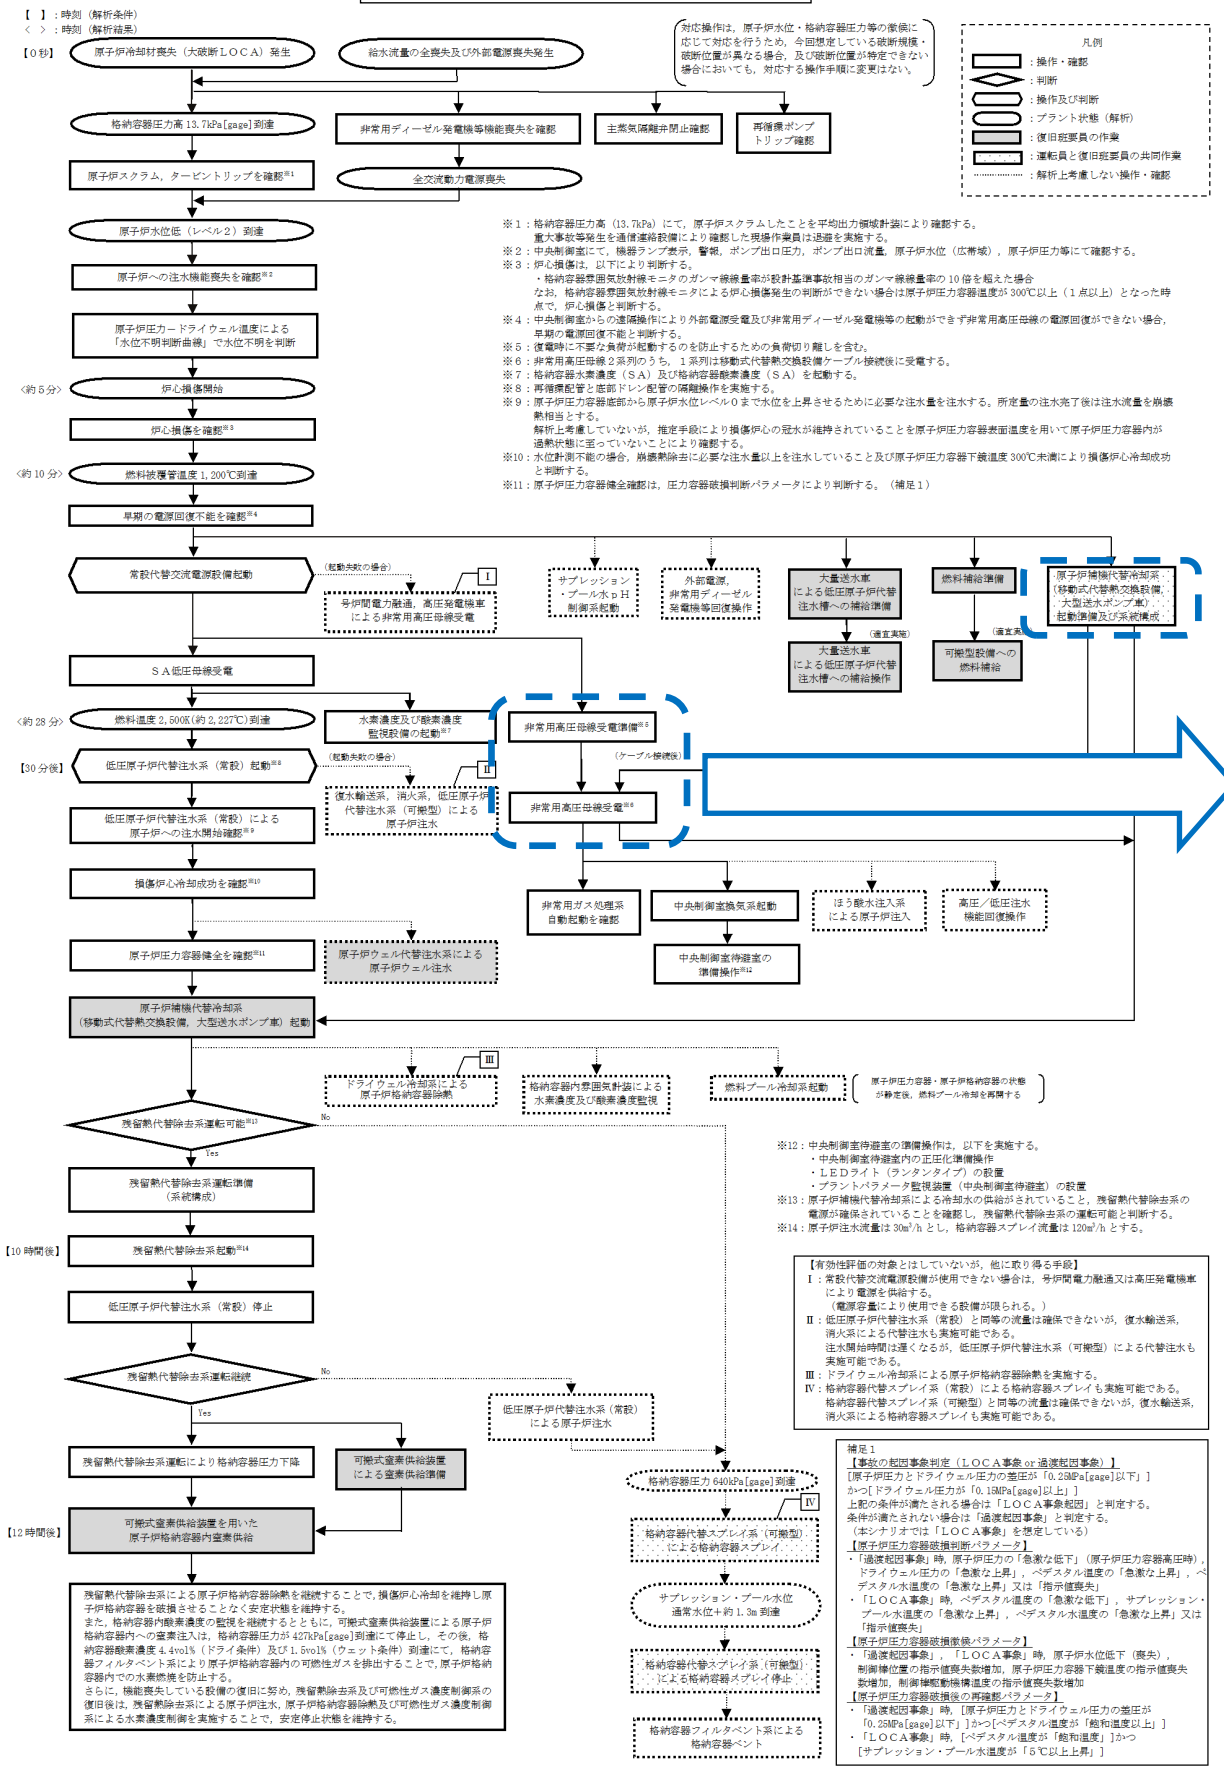 【　】：時刻（解析条件）
〈　〉：時刻（解析結果）
【0秒】
原子炉冷却材喪失（大破断ＬＯＣＡ）発生
給水流量の全喪失及び外部電源喪失発生
対応操作は，原子炉水位・格納容器圧力等の徴候に
応じて対応を行うため，今回想定している破断規模・
破断位置が異なる場合，及び破断位置が特定できない
場合においても，対応する操作手順に変更はない。
凡例
：操作・確認
：判断
：操作及び判断
：プラント状態（解析）
：復旧班要員の作業
：運転員と復旧班要員の共同作業
：解析上考慮しない操作・確認
格納容器圧力高 13.7kPa[gage]到達
非常用ディーゼル発電機等機能喪失を確認
主蒸気隔離弁閉止確認
再循環ポンプ
トリップ確認
原子炉スクラム，タービントリップを確認※1
全交流動力電源喪失
原子炉水位低（レベル２）到達
原子炉への注水機能喪失を確認※2
原子炉圧力－ドライウェル温度による
「水位不明判断曲線」で水位不明を判断
〈約５分〉
炉心損傷開始
炉心損傷を確認※3
〈約10分〉
燃料被覆管温度 1,200℃到達
早期の電源回復不能を確認※4
※１：格納容器圧力高（13.7kPa）にて，原子炉スクラムしたことを平均出力領域計装により確認する。
重大事故等発生を通信連絡設備により確認した現場作業員は退避を実施する。
※２：中央制御室にて，機器ランプ表示，警報，ポンプ出口圧力，ポンプ出口流量，原子炉水位（広帯域），原子炉圧力等にて確認する。
※３：炉心損傷は，以下により判断する。
・格納容器雰囲気放射線モニタのガンマ線線量率が設計基準事故相当のガンマ線線量率の 10 倍を超えた場合
なお，格納容器雰囲気放射線モニタによる炉心損傷発生の判断ができない場合は原子炉圧力容器温度が 300℃以上（１点以上）となった時
点で，炉心損傷と判断する。
※４：中央制御室からの遠隔操作により外部電源受電及び非常用ディーゼル発電機等の起動ができず非常用高圧母線の電源回復ができない場合，
早期の電源回復不能と判断する。
※５：復電時に不要な負荷が起動するのを防止するための負荷切り離しを含む。
※６：非常用高圧母線２系列のうち，１系列は移動式代替熱交換設備ケーブル接続後に受電する。
※７：格納容器水素濃度（ＳＡ）及び格納容器酸素濃度（ＳＡ）を起動する。
※８：再循環配管と底部ドレン配管の隔離操作を実施する。
※９：原子炉圧力容器底部から原子炉水位レベル０まで水位を上昇させるために必要な注水量を注水する。所定量の注水完了後は注水流量を崩壊
熱相当とする。
解析上考慮していないが，推定手段により損傷炉心の冠水が維持されていることを原子炉圧力容器表面温度を用いて原子炉圧力容器内が
過熱状態に至っていないことにより確認する。
※10：水位計測不能の場合，崩壊熱除去に必要な注水量以上を注水していること及び原子炉圧力容器下鏡温度 300℃未満により損傷炉心冷却成功
と判断する。
※11：原子炉圧力容器健全確認は，圧力容器破損判断パラメータにより判断する。（補足１）
常設代替交流電源設備起動
（起動失敗の場合）
Ⅰ
号炉間電力融通，高圧発電機車
による非常用高圧母線受電
サプレッション
・プール水ｐＨ
制御系起動
外部電源，
非常用ディーゼル
発電機等回復操作
大量送水車
による低圧原子炉代替
注水槽への補給準備
（適宜実施）
大量送水車
による低圧原子炉代替
注水槽への補給操作
燃料補給準備
（適宜実施）
可搬型設備への
燃料補給
原子炉補機代替冷却系
（移動式代替熱交換設備，
大型送水ポンプ車）
起動準備及び系統構成
ＳＡ低圧母線受電
〈約 28 分〉
燃料温度 2,500K(約 2,227℃)到達
水素濃度及び酸素濃度
監視設備の起動※7
非常用高圧母線受電準備※5
【30 分後】
低圧原子炉代替注水系（常設）起動※8
（起動失敗の場合）
Ⅱ
復水輸送系，消火系，低圧原子炉
代替注水系（可搬型）による
原子炉注水
（ケーブル接続後）
非常用高圧母線受電※6
低圧原子炉代替注水系（常設）による
原子炉への注水開始確認※9
損傷炉心冷却成功を確認※10
非常用ガス処理系
自動起動を確認
中央制御室換気系起動
ほう酸水注入系
による原子炉注入
高圧／低圧注水
機能回復操作
原子炉圧力容器健全を確認※11
原子炉ウェル代替注水系による
原子炉ウェル注水
中央制御室待避室の
準備操作※12
原子炉補機代替冷却系
（移動式代替熱交換設備，大型送水ポンプ車）起動
Ⅲ
ドライウェル冷却系による
原子炉格納容器除熱
格納容器内雰囲気計装による
水素濃度及び酸素濃度監視
燃料プール冷却系起動
原子炉圧力容器・原子炉格納容器の状態
が静定後，燃料プール冷却を再開する
残留熱代替除去系運転可能※13
No
Yes
※12：中央制御室待避室の準備操作は，以下を実施する。
・中央制御室待避室内の正圧化準備操作
・ＬＥＤライト（ランタンタイプ）の設置
・プラントパラメータ監視装置（中央制御室待避室）の設置
※13：原子炉補機代替冷却系による冷却水の供給がされていること，残留熱代替除去系の
電源が確保されていることを確認し，残留熱代替除去系の運転可能と判断する。
※14：原子炉注水流量は 30m³/h とし，格納容器スプレイ流量は 120m³/h とする。
残留熱代替除去系運転準備
（系統構成）
【10 時間後】
残留熱代替除去系起動※14
低圧原子炉代替注水系（常設）停止
残留熱代替除去系運転継続
No
Yes
低圧原子炉代替注水系（常設）
による原子炉注水
【有効性評価の対象とはしていないが，他に取り得る手段】
Ⅰ：常設代替交流電源設備が使用できない場合は，号炉間電力融通又は高圧発電機車
により電源を供給する。
（電源容量により使用できる設備が限られる。）
Ⅱ：低圧原子炉代替注水系（常設）と同等の流量は確保できないが，復水輸送系，
消火系による代替注水も実施可能である。
注水開始時間は遅くなるが，低圧原子炉代替注水系（可搬型）による代替注水も
実施可能である。
Ⅲ：ドライウェル冷却系による原子炉格納容器除熱を実施する。
Ⅳ：格納容器代替スプレイ系（常設）による格納容器スプレイも実施可能である。
格納容器代替スプレイ系（可搬型）と同等の流量は確保できないが，復水輸送系，
消火系による格納容器スプレイも実施可能である。
残留熱代替除去系運転により格納容器圧力下降
可搬式窒素供給装置
による窒素供給準備
格納容器圧力 640kPa[gage]到達
Ⅳ
【12 時間後】
可搬式窒素供給装置を用いた
原子炉格納容器内窒素供給
格納容器代替スプレイ系（可搬型）
による格納容器スプレイ
サプレッション・プール水位
通常水位＋約 1.3m 到達
格納容器代替スプレイ系（可搬型）
による格納容器スプレイ停止
格納容器フィルタベント系による
格納容器ベント
残留熱代替除去系による原子炉格納容器除熱を継続することで，損傷炉心冷却を維持し原
子炉格納容器を破損させることなく安定状態を維持する。
また，格納容器内酸素濃度の監視を継続するとともに，可搬式窒素供給装置による原子炉
格納容器内への窒素注入は，格納容器圧力が 427kPa[gage]到達にて停止し，その後，格
納容器酸素濃度 4.4vol%（ドライ条件）及び 1.5vol%（ウェット条件）到達にて，格納容
器フィルタベント系により原子炉格納容器内の可燃性ガスを排出することで，原子炉格納
容器内での水素燃焼を防止する。
さらに，機能喪失している設備の復旧に努め，残留熱除去系及び可燃性ガス濃度制御系の
復旧後は，残留熱除去系による原子炉注水，原子炉格納容器除熱及び可燃性ガス濃度制御
系による水素濃度制御を実施することで，安定停止状態を維持する。
補足１
【事故の起因事象判定（ＬＯＣＡ事象 or 過渡起因事象）】
[原子炉圧力とドライウェル圧力の差圧が「0.25MPa[gage]以下」]
かつ[ドライウェル圧力が「0.15MPa[gage]以上」]
上記の条件が満たされる場合は「ＬＯＣＡ事象起因」と判定する。
条件が満たされない場合は「過渡起因事象」と判定する。
（本シナリオでは「ＬＯＣＡ事象」を想定している）
【原子炉圧力容器破損判断パラメータ】
・「過渡起因事象」時，原子炉圧力の「急激な低下」（原子炉圧力容器高圧時），
ドライウェル圧力の「急激な上昇」，ペデスタル温度の「急激な上昇」，ペ
デスタル水温度の「急激な上昇」又は「指示値喪失」
・「ＬＯＣＡ事象」時，ペデスタル温度の「急激な低下」，サプレッション・
プール水温度の「急激な上昇」，ペデスタル水温度の「急激な上昇」又は
「指示値喪失」
【原子炉圧力容器破損徴候パラメータ】
・「過渡起因事象」，「ＬＯＣＡ事象」時，原子炉水位低下（喪失），
制御棒位置の指示値喪失数増加，原子炉圧力容器下鏡温度の指示値喪失
数増加，制御棒駆動機構温度の指示値喪失数増加
【原子炉圧力容器破損後の再確認パラメータ】
・「過渡起因事象」時，[原子炉圧力とドライウェル圧力の差圧が
「0.25MPa[gage]以下」]かつ[ペデスタル温度が「飽和温度以上」]
・「ＬＯＣＡ事象」時，[ペデスタル温度が「飽和温度」]かつ
[サプレッション・プール水温度が「５℃以上上昇」]